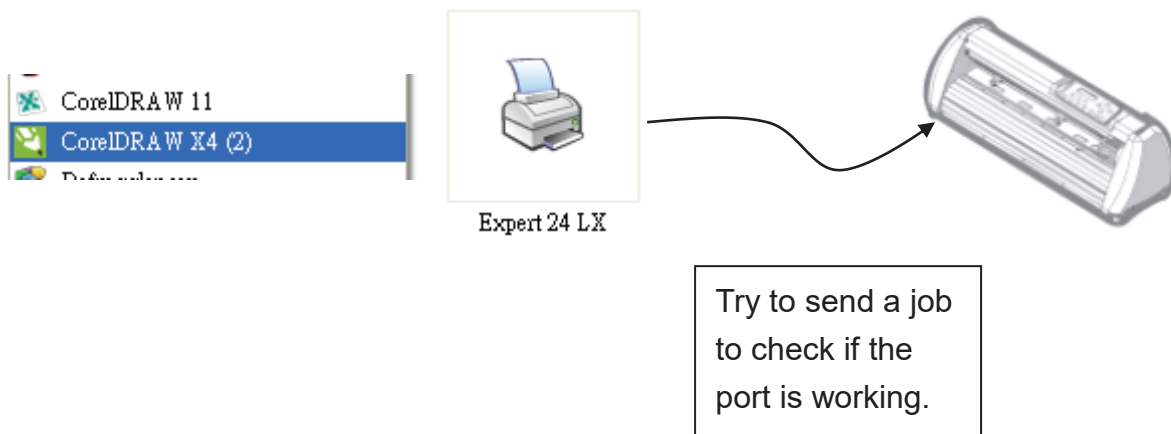 CorelDRAW 11
CorelDRAW X4 (2)
Expert 24 LX
Try to send a job
to check if the
port is working.